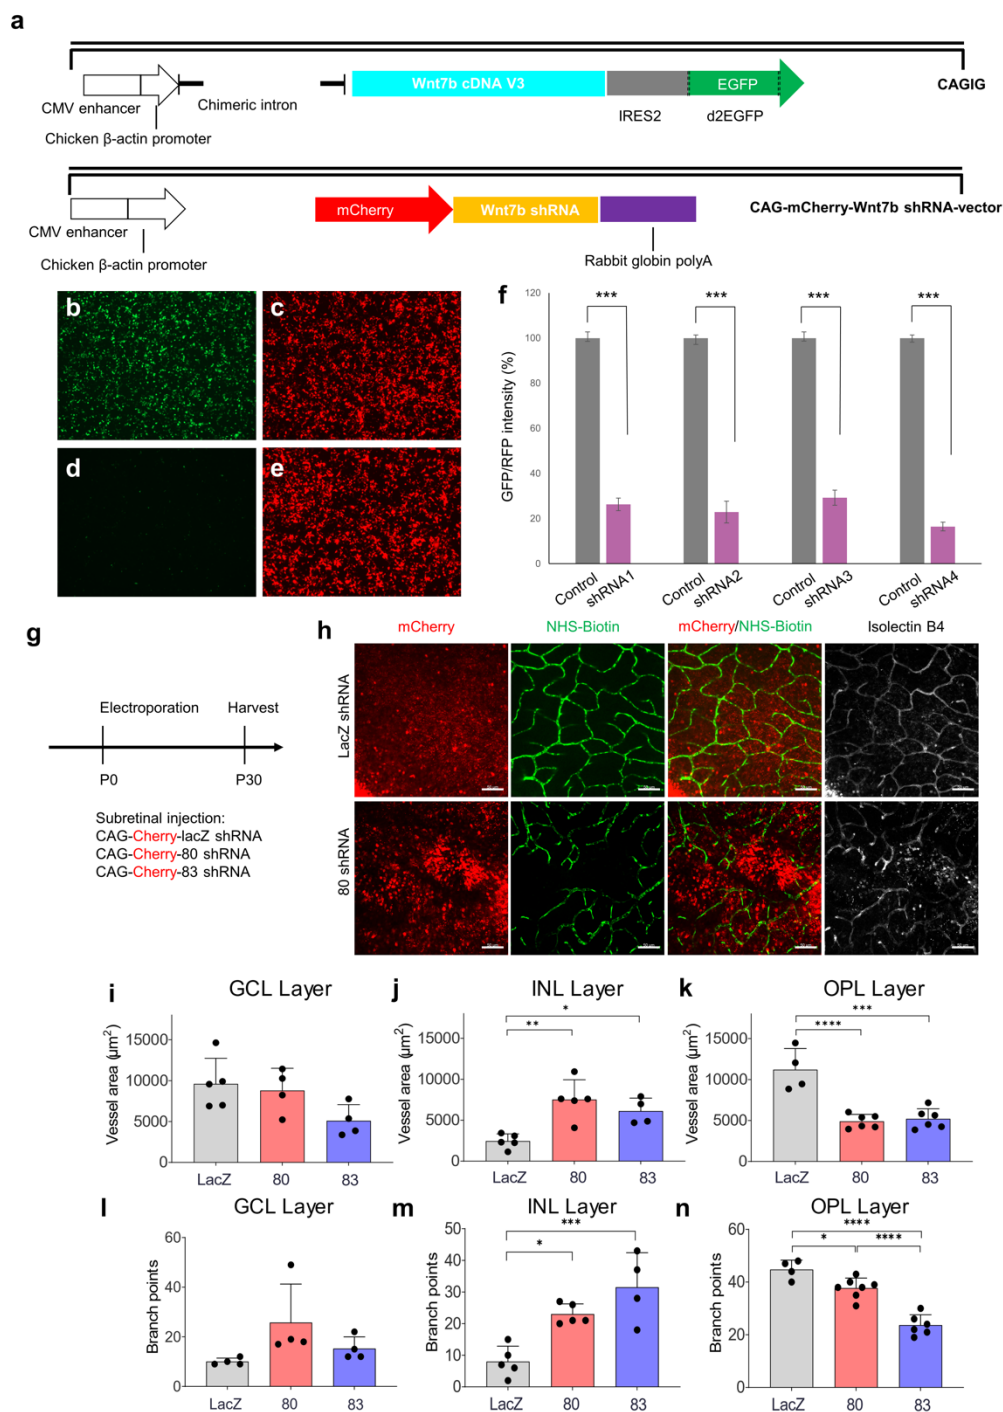 a
CMV enhancer
Chicken β-actin promoter
Chimeric intron
Wnt7b cDNA V3
IRES2
EGFP
d2EGFP
CAGIG
CMV enhancer
Chicken β-actin promoter
mCherry
Wnt7b shRNA
Rabbit globin polyA
CAG-mCherry-Wnt7b shRNA-vector
b
c
d
e
f
GFP/RFP intensity (%)
120
100
80
60
40
20
0
***
***
***
***
Control
shRNA1
Control
shRNA2
Control
shRNA3
Control
shRNA4
g
Electroporation
Harvest
P0
P30
Subretinal injection:
CAG-Cherry-lacZ shRNA
CAG-Cherry-80 shRNA
CAG-Cherry-83 shRNA
h
mCherry
NHS-Biotin
mCherry/NHS-Biotin
Isolectin B4
LacZ shRNA
80 shRNA
i
GCL Layer
Vessel area (µm²)
15000
10000
5000
0
LacZ
80
83
j
INL Layer
Vessel area (µm²)
20000
15000
10000
5000
0
*
**
LacZ
80
83
k
OPL Layer
Vessel area (µm²)
15000
10000
5000
0
***
****
LacZ
80
83
l
GCL Layer
Branch points
60
40
20
0
LacZ
80
83
m
INL Layer
Branch points
50
40
30
20
10
0
***
*
LacZ
80
83
n
OPL Layer
Branch points
60
40
20
0
****
*
****
LacZ
80
83